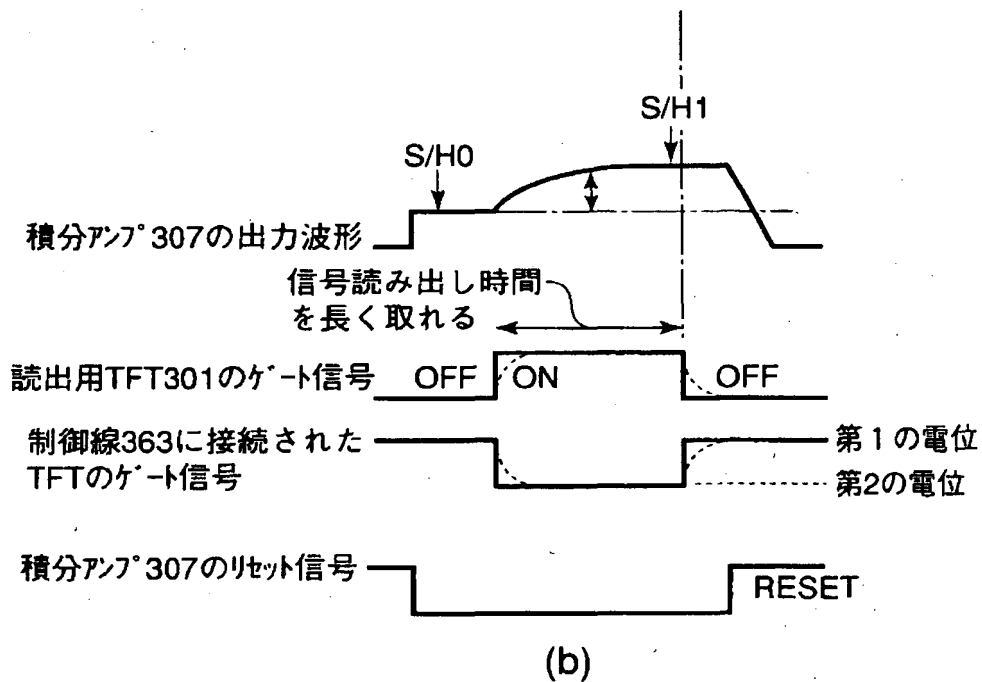 S/H1
S/H0
積分ｱﾝﾌﾟ307の出力波形
信号読み出し時間
を長く取れる
読出用TFT301のｹﾞｰﾄ信号
OFF
ON
OFF
制御線363に接続された
TFTのｹﾞｰﾄ信号
第１の電位
第2の電位
積分ｱﾝﾌﾟ307のﾘｾｯﾄ信号
RESET
(b)